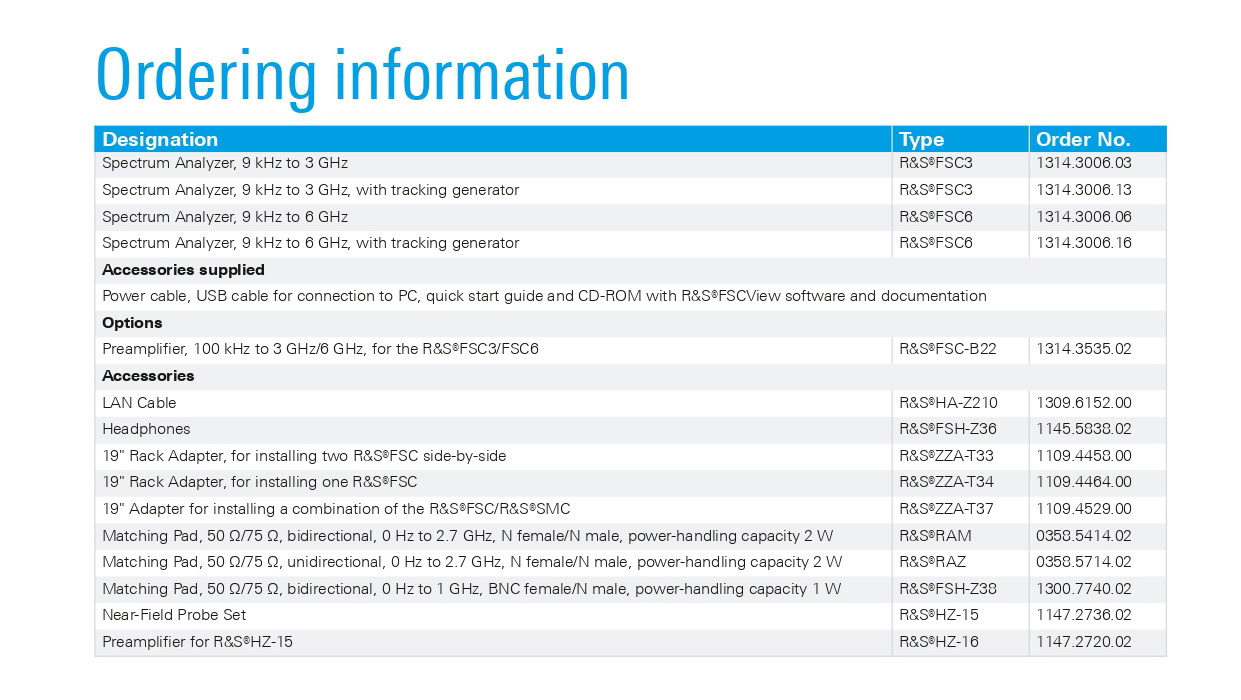 Ordering information
Designation Type Order No.
Spectrum Analyzer, 9 kHz to 3 GHz R&S®FSC3 1314.3006.03
Spectrum Analyzer, 9 kHz to 3 GHz, with tracking generator R&S®FSC3 1314.3006.13
Spectrum Analyzer, 9 kHz to 6 GHz R&S®FSC6 1314.3006.06
Spectrum Analyzer, 9 kHz to 6 GHz, with tracking generator R&S®FSC6 1314.3006.16
Accessories supplied
Power cable, USB cable for connection to PC, quick start guide and CD-ROM with R&S®FSCView software and documentation
Options
Preamplifier, 100 kHz to 3 GHz/6 GHz, for the R&S®FSC3/FSC6 R&S®FSC-B22 1314.3535.02
Accessories
LAN Cable R&S®HA-Z210 1309.6152.00
Headphones R&S®FSH-Z36 1145.5838.02
19" Rack Adapter, for installing two R&S®FSC side-by-side R&S®ZZA-T33 1109.4458.00
19" Rack Adapter, for installing one R&S®FSC R&S®ZZA-T34 1109.4464.00
19" Adapter for installing a combination of the R&S®FSC/R&S®SMC R&S®ZZA-T37 1109.4529.00
Matching Pad, 50 Ω/75 Ω, bidirectional, 0 Hz to 2.7 GHz, N female/N male, power-handling capacity 2 W R&S®RAM 0358.5414.02
Matching Pad, 50 Ω/75 Ω, unidirectional, 0 Hz to 2.7 GHz, N female/N male, power-handling capacity 2 W R&S®RAZ 0358.5714.02
Matching Pad, 50 Ω/75 Ω, bidirectional, 0 Hz to 1 GHz, BNC female/N male, power-handling capacity 1 W R&S®FSH-Z38 1300.7740.02
Near-Field Probe Set R&S®HZ-15 1147.2736.02
Preamplifier for R&S®HZ-15 R&S®HZ-16 1147.2720.02